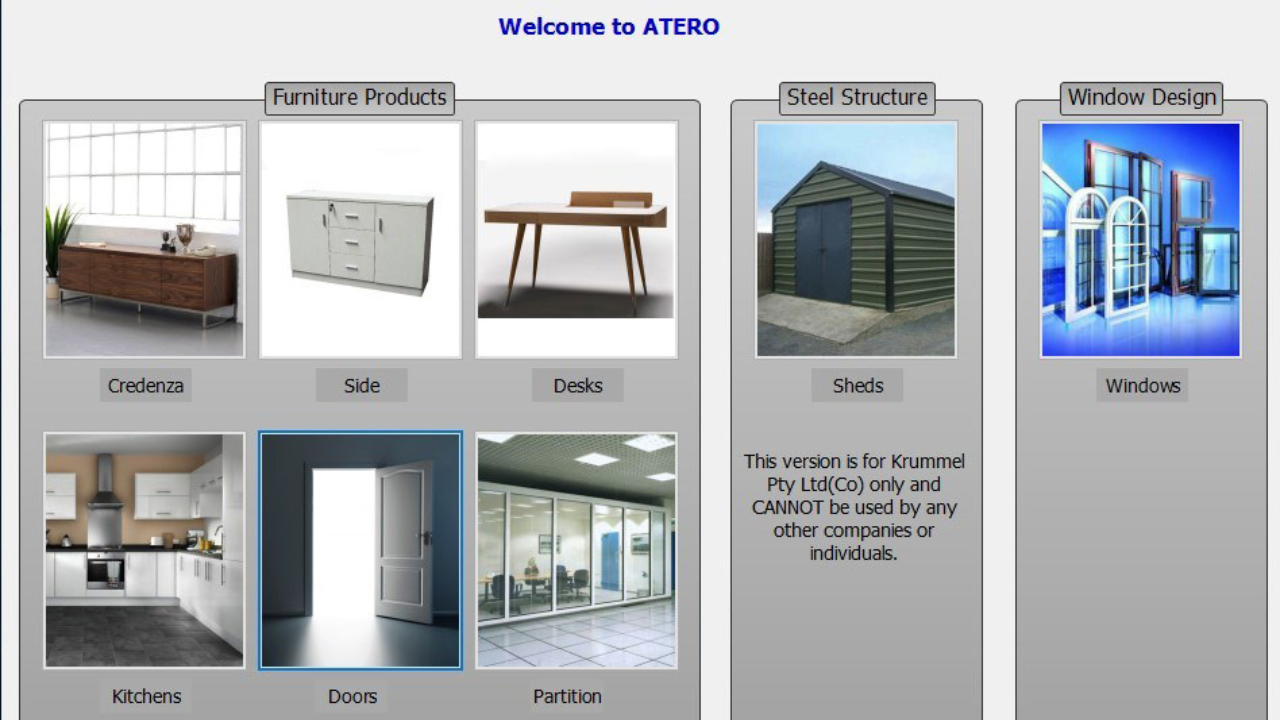 Welcome to ATERO
Furniture Products
Steel Structure
Window Design
Credenza
Side
Desks
Sheds
Windows
This version is for Krummel
Pty Ltd(Co) only and
CANNOT be used by any
other companies or
individuals.
Kitchens
Doors
Partition